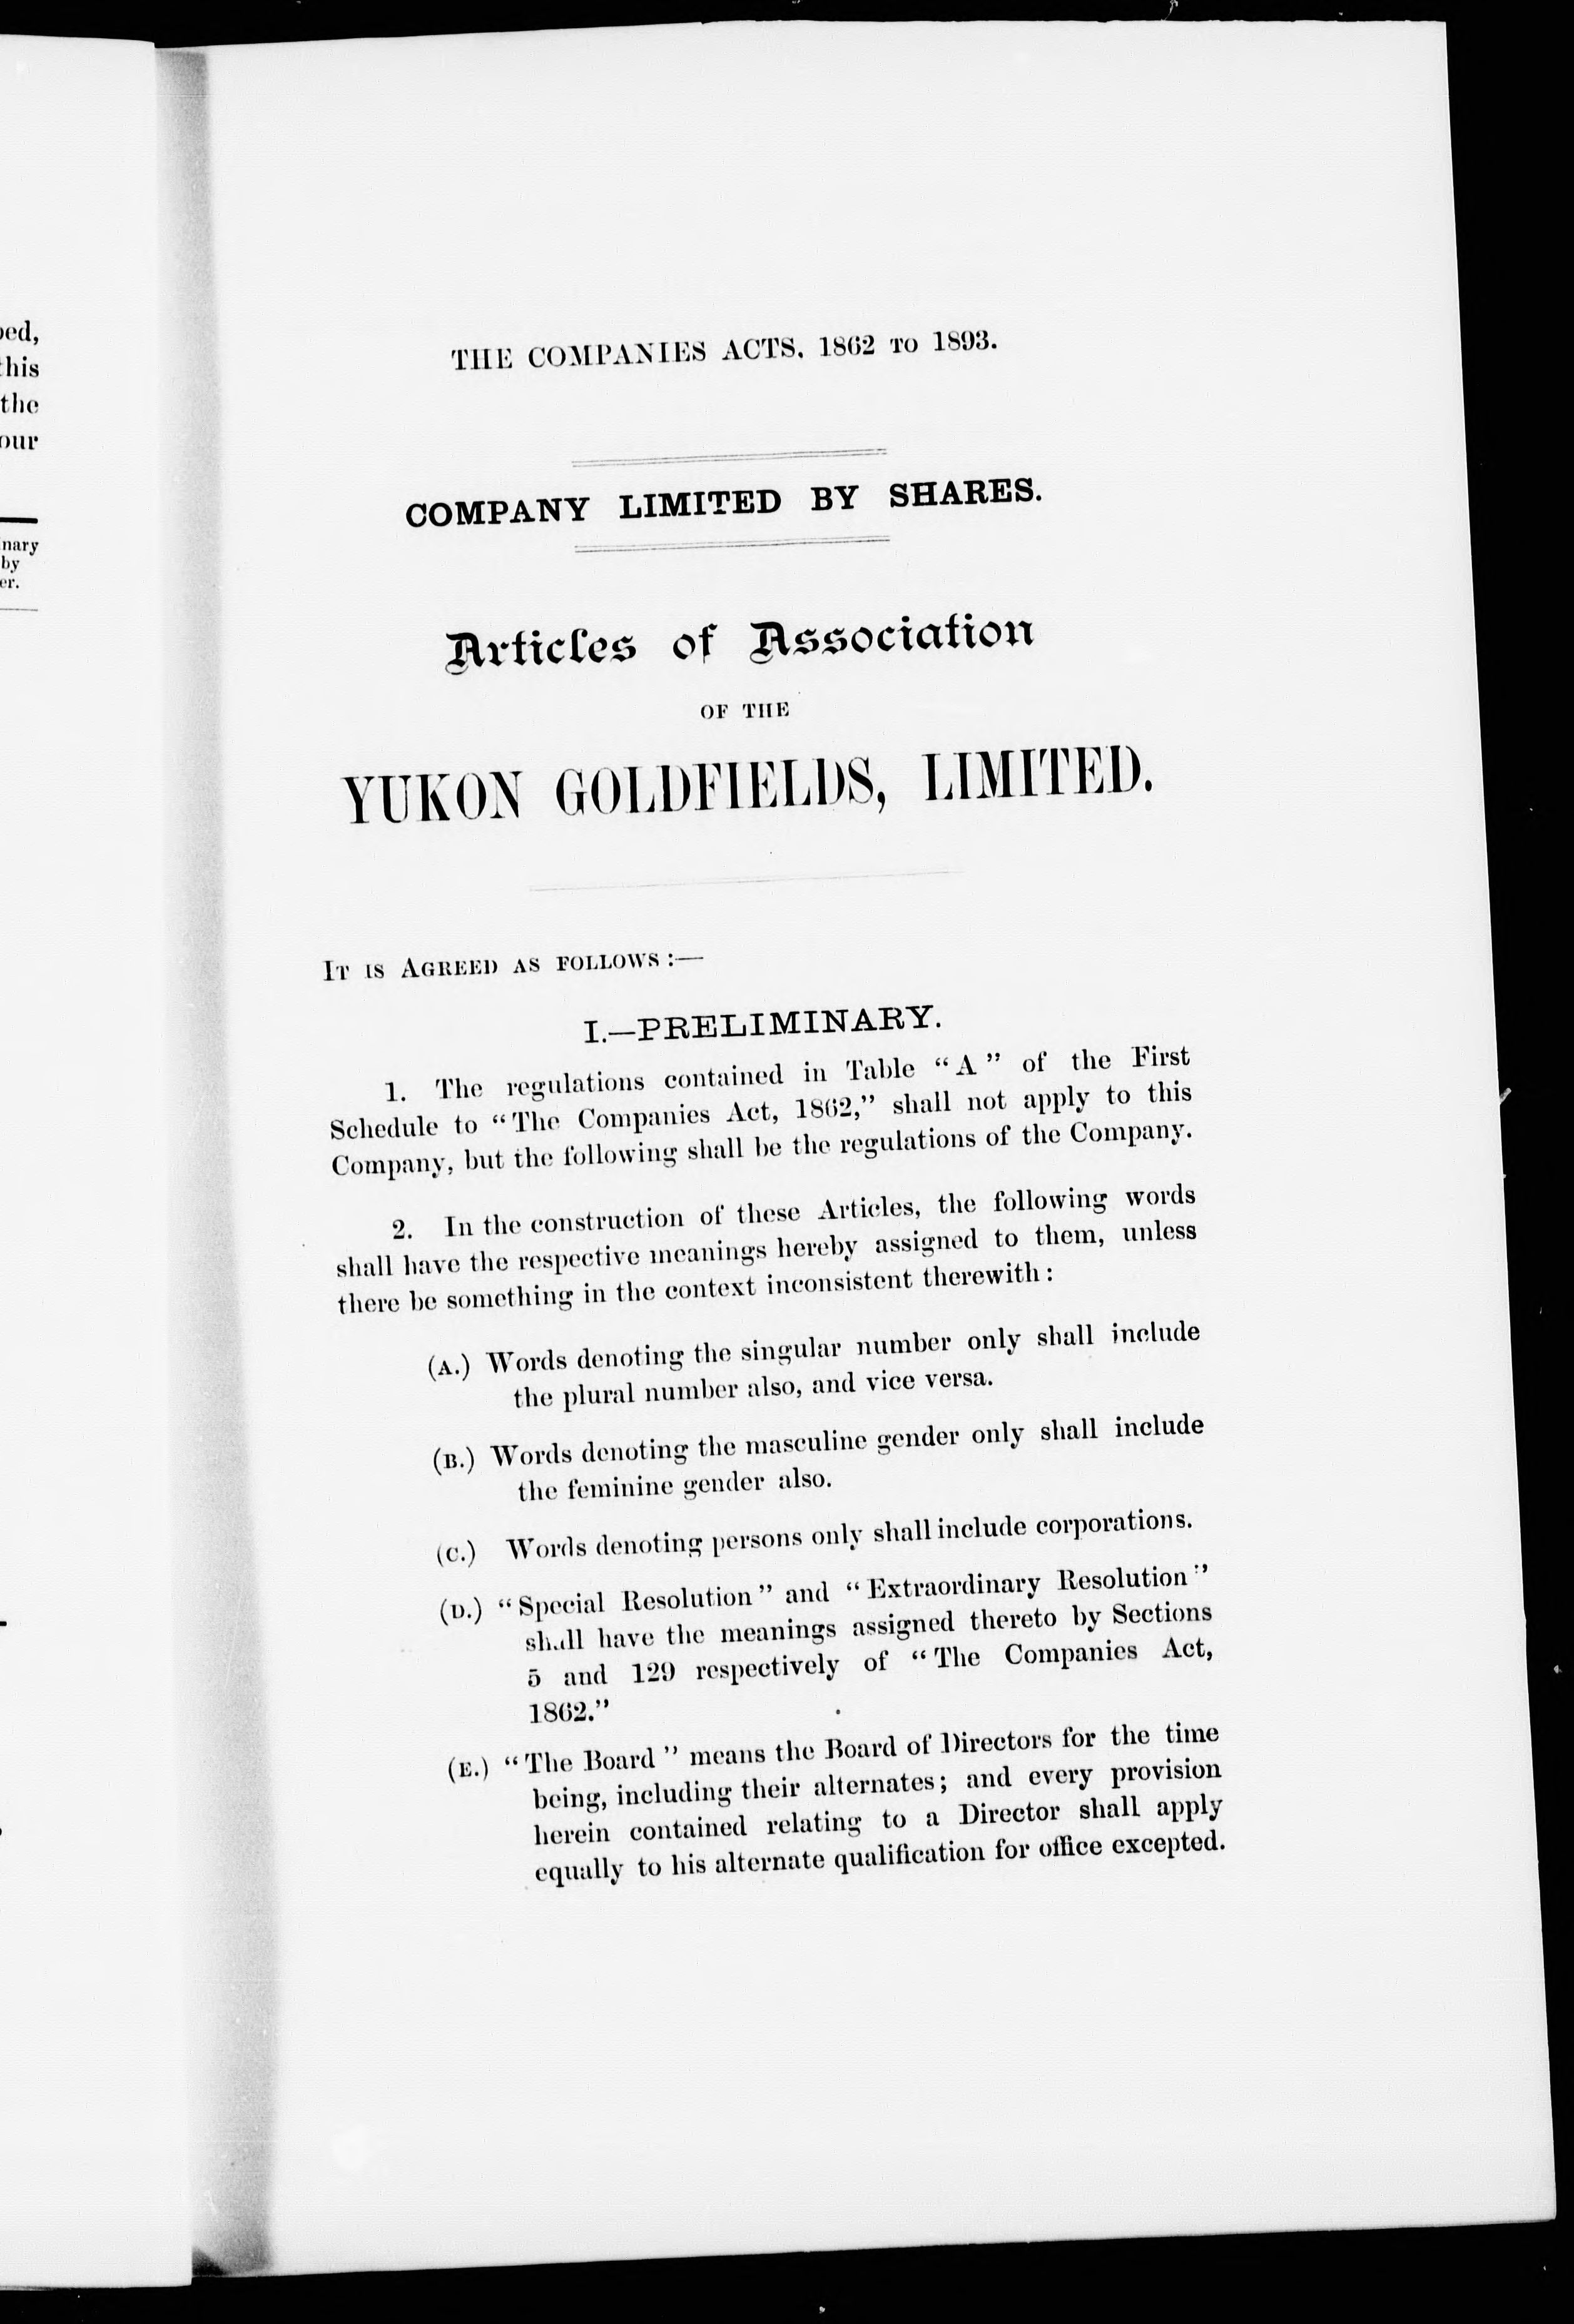 ped,
this
the
our
nary
by
er.
THE COMPANIES ACTS, 1862 TO 1893.
COMPANY LIMITED BY SHARES.
Articles of Association
OF THE
YUKON GOLDFIELDS, LIMITED.
IT IS AGREED AS FOLLOWS:—
I.—PRELIMINARY.
1. The regulations contained in Table "A" of the First
Schedule to "The Companies Act, 1862," shall not apply to this
Company, but the following shall be the regulations of the Company.
2. In the construction of these Articles, the following words
shall have the respective meanings hereby assigned to them, unless
there be something in the context inconsistent therewith:
(A.) Words denoting the singular number only shall include
the plural number also, and vice versa.
(B.) Words denoting the masculine gender only shall include
the feminine gender also.
(C.) Words denoting persons only shall include corporations.
(D.) "Special Resolution" and "Extraordinary Resolution"
shall have the meanings assigned thereto by Sections
5 and 129 respectively of "The Companies Act,
1862."
(E.) "The Board" means the Board of Directors for the time
being, including their alternates; and every provision
herein contained relating to a Director shall apply
equally to his alternate qualification for office excepted.